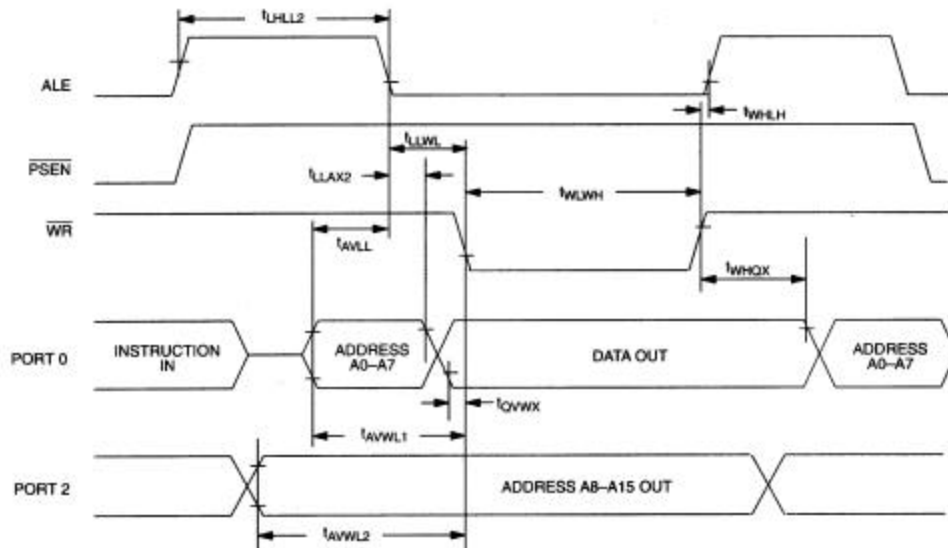 tLHLL2
ALE
tWHLH
tLLWL
PSEN
tLLAX2
tWLWH
WR
tAVLL
tWHQX
PORT 0
INSTRUCTION
IN
ADDRESS
A0–A7
DATA OUT
ADDRESS
A0–A7
tQVWX
tAVWL1
PORT 2
ADDRESS A8–A15 OUT
tAVWL2